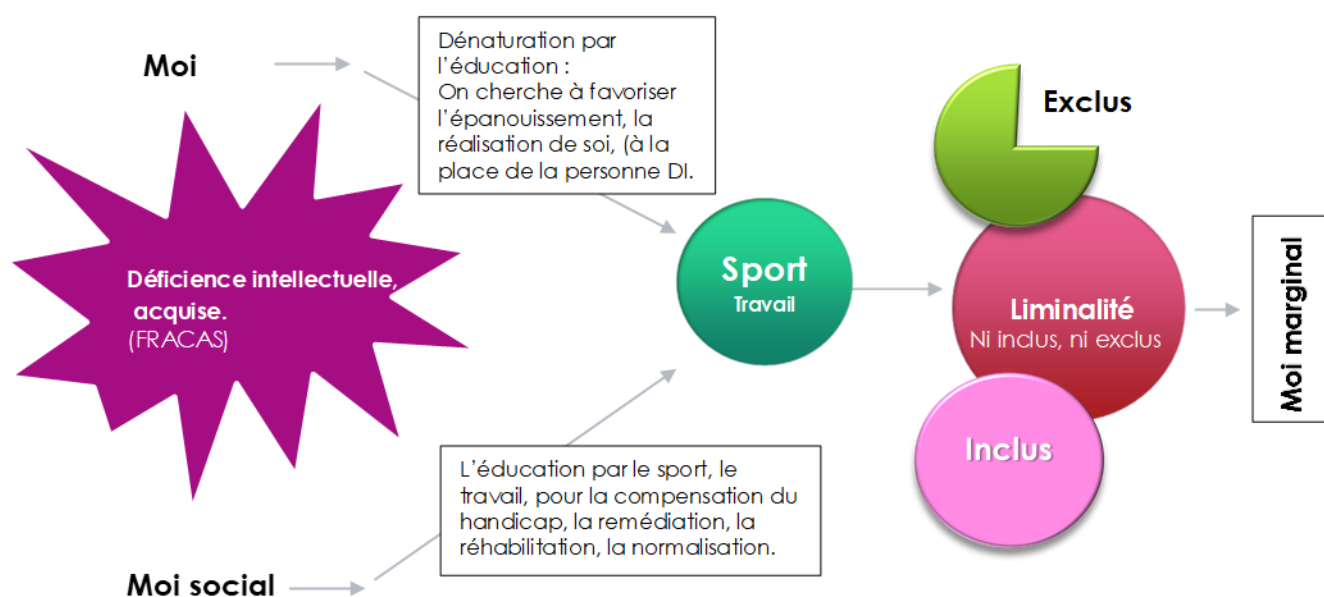 Moi
Dénaturation par
l'éducation :
On cherche à favoriser
l'épanouissement, la
réalisation de soi, (à la
place de la personne DI.
Exclus
Déficience intellectuelle,
acquise.
(FRACAS)
Sport
Travail
Liminalité
Ni inclus, ni exclus
Moi marginal
Inclus
L'éducation par le sport, le
travail, pour la compensation du
handicap, la remédiation, la
réhabilitation, la normalisation.
Moi social